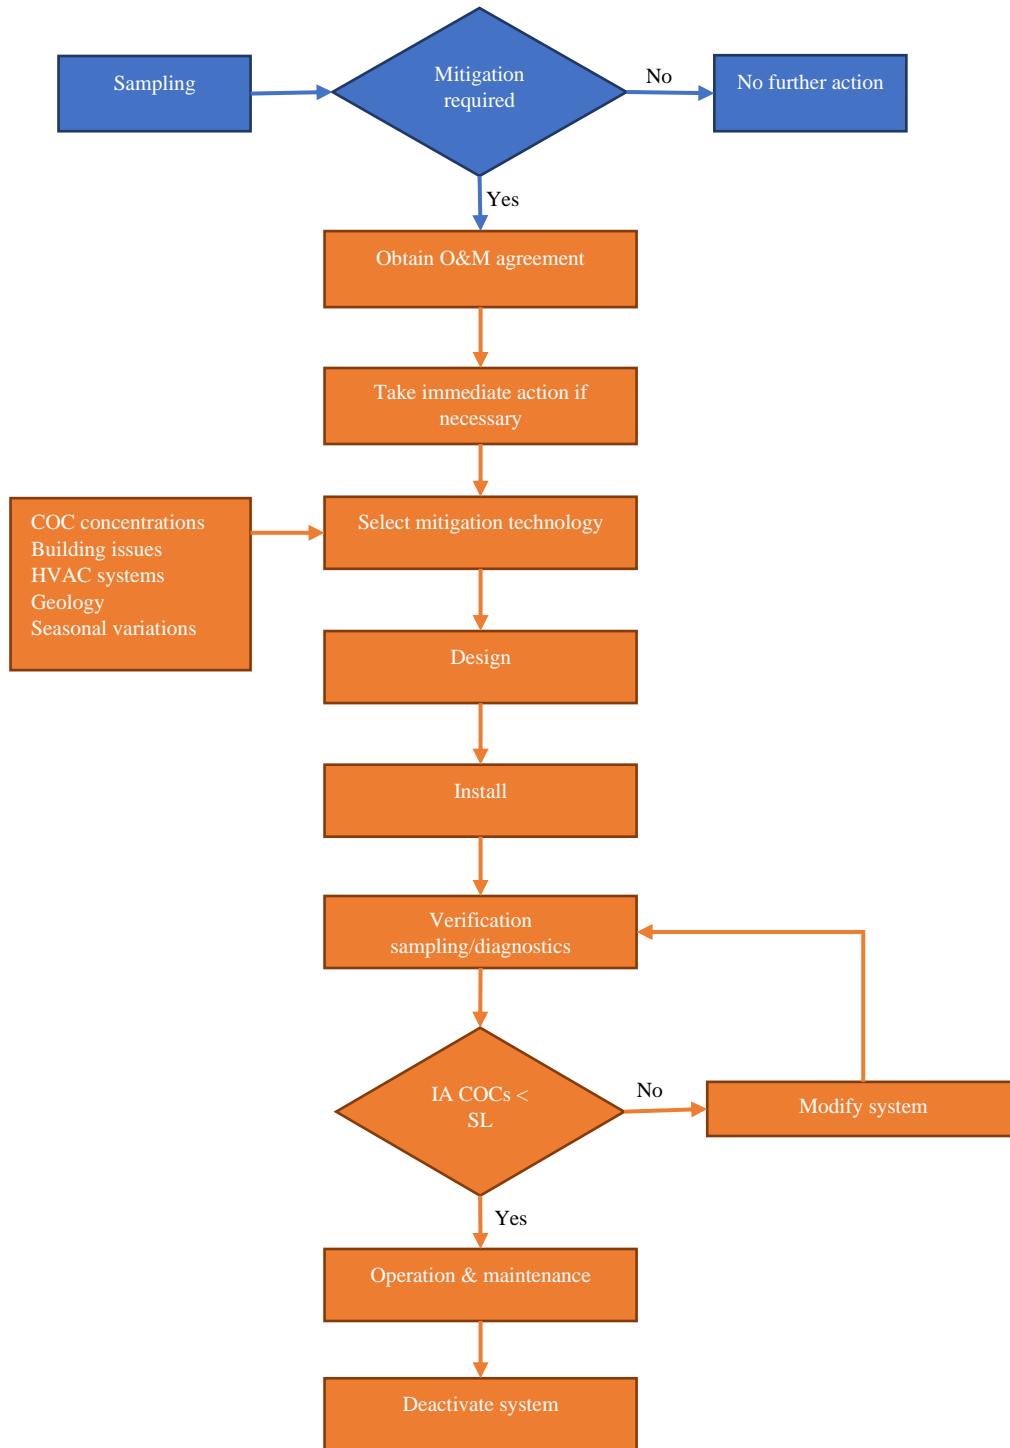 Sampling
Mitigation
required
No
No further action
Yes
Obtain O&M agreement
Take immediate action if
necessary
COC concentrations
Building issues
HVAC systems
Geology
Seasonal variations
Select mitigation technology
Design
Install
Verification
sampling/diagnostics
IA COCs <
SL
No
Modify system
Yes
Operation & maintenance
Deactivate system